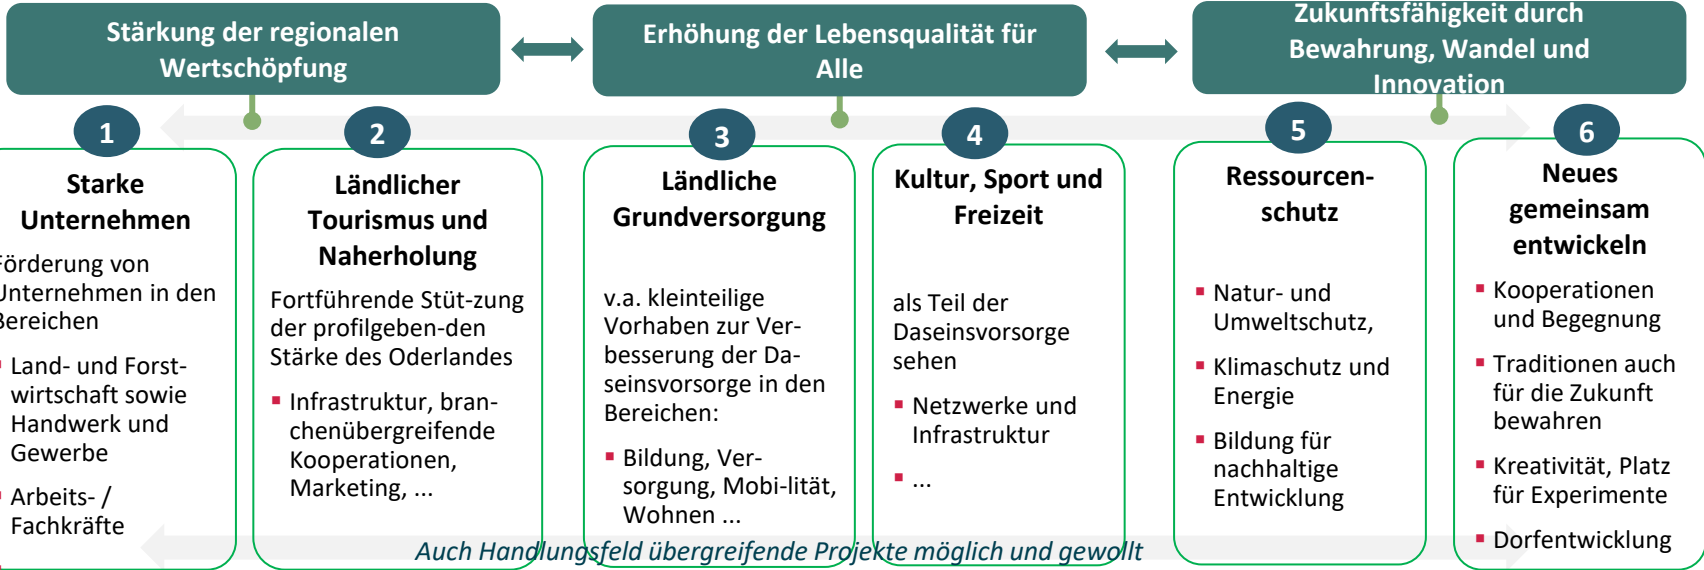 Stärkung der regionalen
Wertschöpfung
Erhöhung der Lebensqualität für
Alle
Zukunftsfähigkeit durch
Bewahrung, Wandel und
Innovation
1
Starke
Unternehmen
Förderung von
Unternehmen in den
Bereichen
Land- und Forst-
wirtschaft sowie
Handwerk und
Gewerbe
Arbeits- /
Fachkräfte
2
Ländlicher
Tourismus und
Naherholung
Fortführende Stüt-zung
der profilgeben-den
Stärke des Oderlandes
Infrastruktur, bran-
chenübergreifende
Kooperationen,
Marketing, ...
3
Ländliche
Grundversorgung
v.a. kleinteilige
Vorhaben zur Ver-
besserung der Da-
seinsvorsorge in den
Bereichen:
Bildung, Ver-
sorgung, Mobi-lität,
Wohnen ...
4
Kultur, Sport und
Freizeit
als Teil der
Daseinsvorsorge
sehen
Netzwerke und
Infrastruktur
...
5
Ressourcen-
schutz
Natur- und
Umweltschutz,
Klimaschutz und
Energie
Bildung für
nachhaltige
Entwicklung
6
Neues
gemeinsam
entwickeln
Kooperationen
und Begegnung
Traditionen auch
für die Zukunft
bewahren
Kreativität, Platz
für Experimente
Dorfentwicklung
Auch Handlungsfeld übergreifende Projekte möglich und gewollt